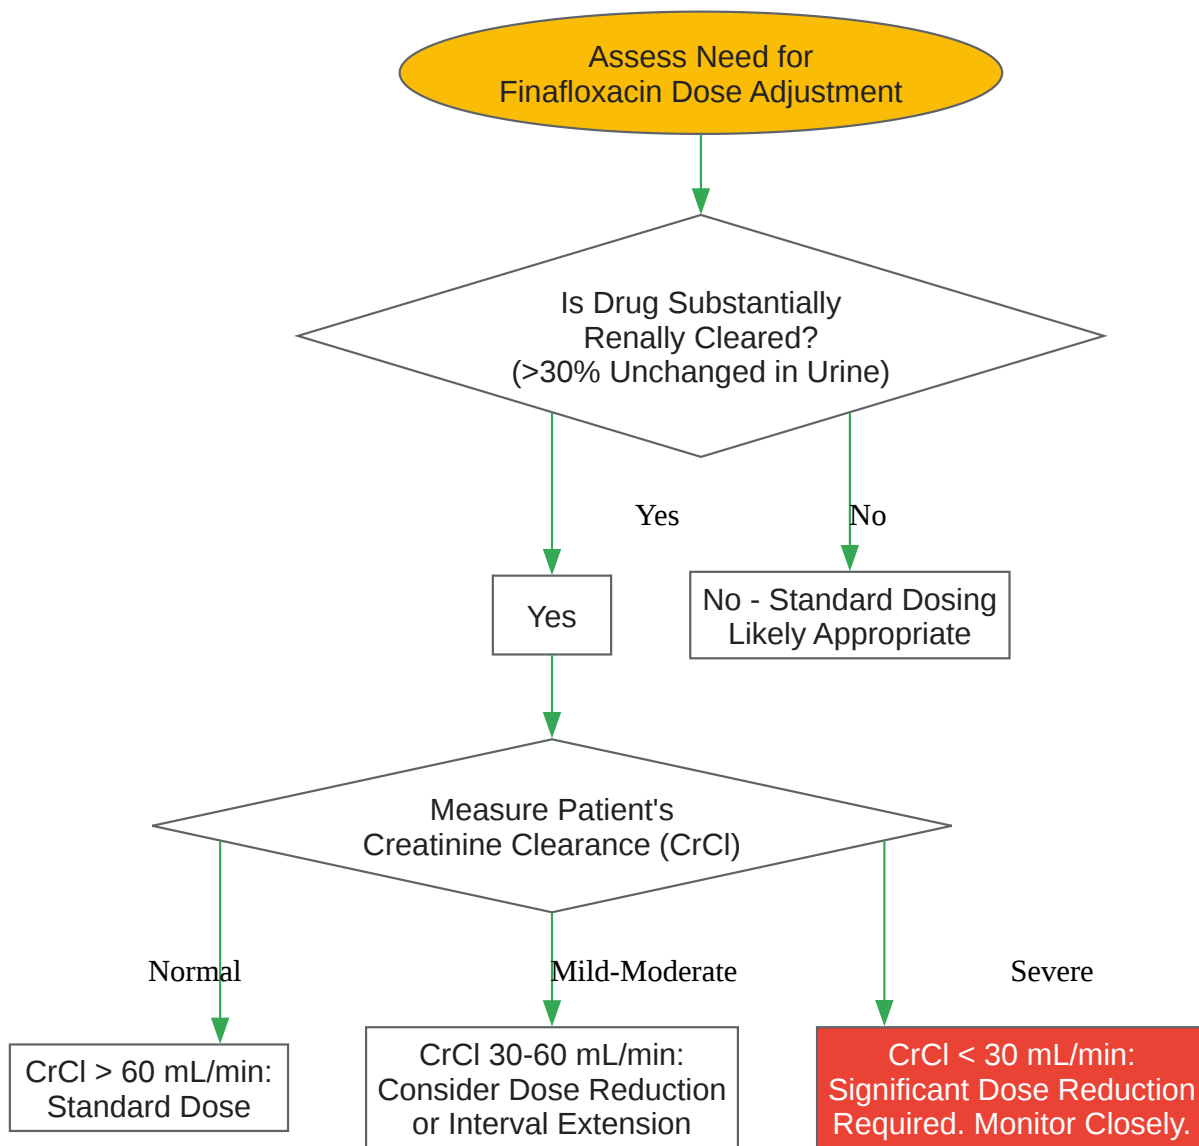 Assess Need for
Finafloxacin Dose Adjustment
Is Drug Substantially
Renally Cleared?
(>30% Unchanged in Urine)
Yes
No
Yes
No - Standard Dosing
Likely Appropriate
Measure Patient's
Creatinine Clearance (CrCl)
Normal
Mild-Moderate
Severe
CrCl > 60 mL/min:
Standard Dose
CrCl 30-60 mL/min:
Consider Dose Reduction
or Interval Extension
CrCl < 30 mL/min:
Significant Dose Reduction
Required. Monitor Closely.